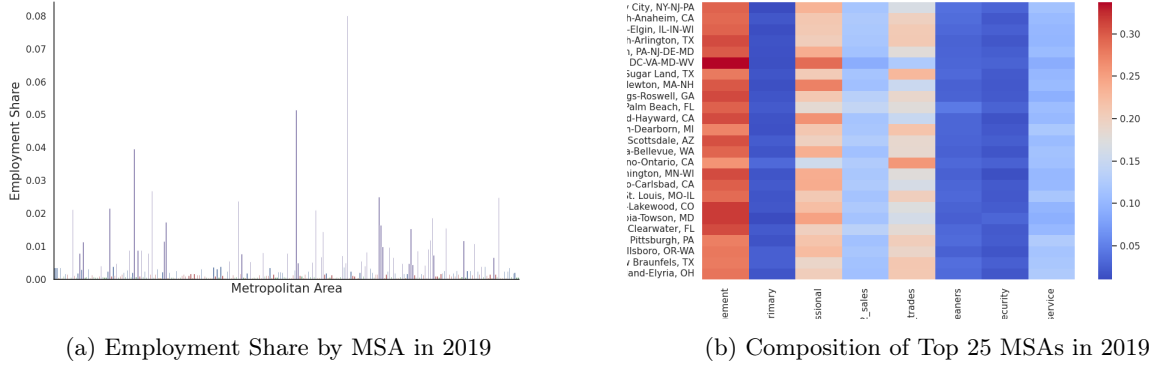 0.08
0.07
0.06
0.05
0.04
0.03
0.02
0.01
0.00
Employment Share
Metropolitan Area
(a) Employment Share by MSA in 2019
y City, NY-NJ-PA
h-Anaheim, CA
-Elgin, IL-IN-WI
h-Arlington, TX
n, PA-NJ-DE-MD
DC-VA-MD-WV
Sugar Land, TX
Newton, MA-NH
gs-Roswell, GA
Palm Beach, FL
d-Hayward, CA
n-Dearborn, MI
Scottsdale, AZ
a-Bellevue, WA
no-Ontario, CA
mington, MN-WI
o-Carlsbad, CA
St. Louis, MO-IL
-Lakewood, CO
bia-Towson, MD
Clearwater, FL
Pittsburgh, PA
illsboro, OR-WA
v Braunfels, TX
and-Elyria, OH
ement
rimary
ssional
_sales
trades
eaners
ecurity
service
0.30
0.25
0.20
0.15
0.10
0.05
(b) Composition of Top 25 MSAs in 2019